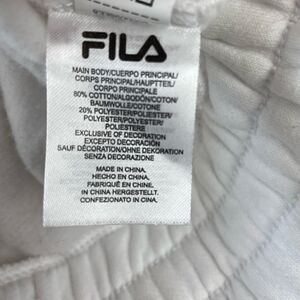 FILA
MAIN BODY/CUERPO PRINCIPAL/
CORPS PRINCIPAL/HAUPTTEIL/
CORPO PRINCIPALE
80% COTTON/ALGODÓN/COTON/
BAUMWOLLE/COTONE
20% POLYESTER/POLIESTER/
POLYESTER/POLYESTER/
POLIESTERE
EXCLUSIVE OF DECORATION
EXCEPTO DECORACIÓN
SAUF DÉCORATION/OHNE DEKORATION
SENZA DECORAZIONE
MADE IN CHINA.
HECHO EN CHINA.
FABRIQUÉ EN CHINE.
IN CHINA HERGESTELLT.
CONFEZIONATO IN CINA.